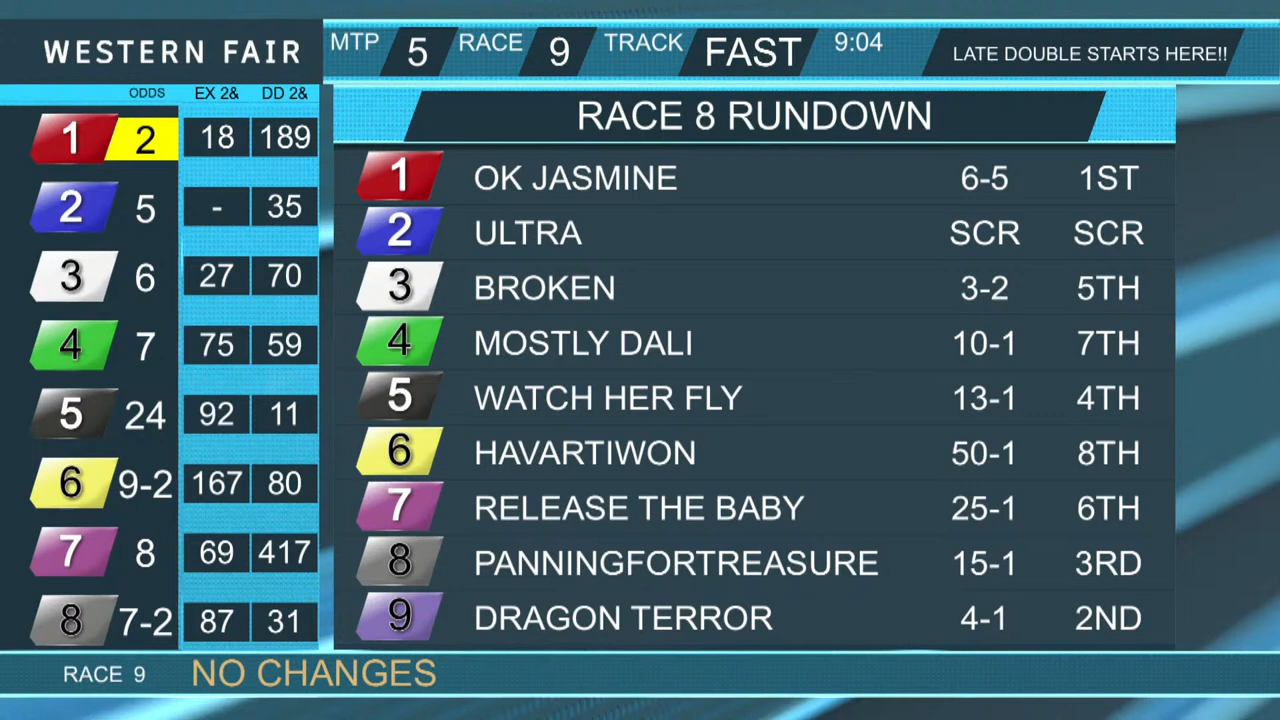 WESTERN FAIR
MTP 5 RACE 9 TRACK FAST 9:04 LATE DOUBLE STARTS HERE!!
ODDS EX 2& DD 2&
1 2 18 189
2 5 - 35
3 6 27 70
4 7 75 59
5 24 92 11
6 9-2 167 80
7 8 69 417
8 7-2 87 31
RACE 8 RUNDOWN
1 OK JASMINE 6-5 1ST
2 ULTRA SCR SCR
3 BROKEN 3-2 5TH
4 MOSTLY DALI 10-1 7TH
5 WATCH HER FLY 13-1 4TH
6 HAVARTIWON 50-1 8TH
7 RELEASE THE BABY 25-1 6TH
8 PANNINGFORTREASURE 15-1 3RD
9 DRAGON TERROR 4-1 2ND
RACE 9 NO CHANGES